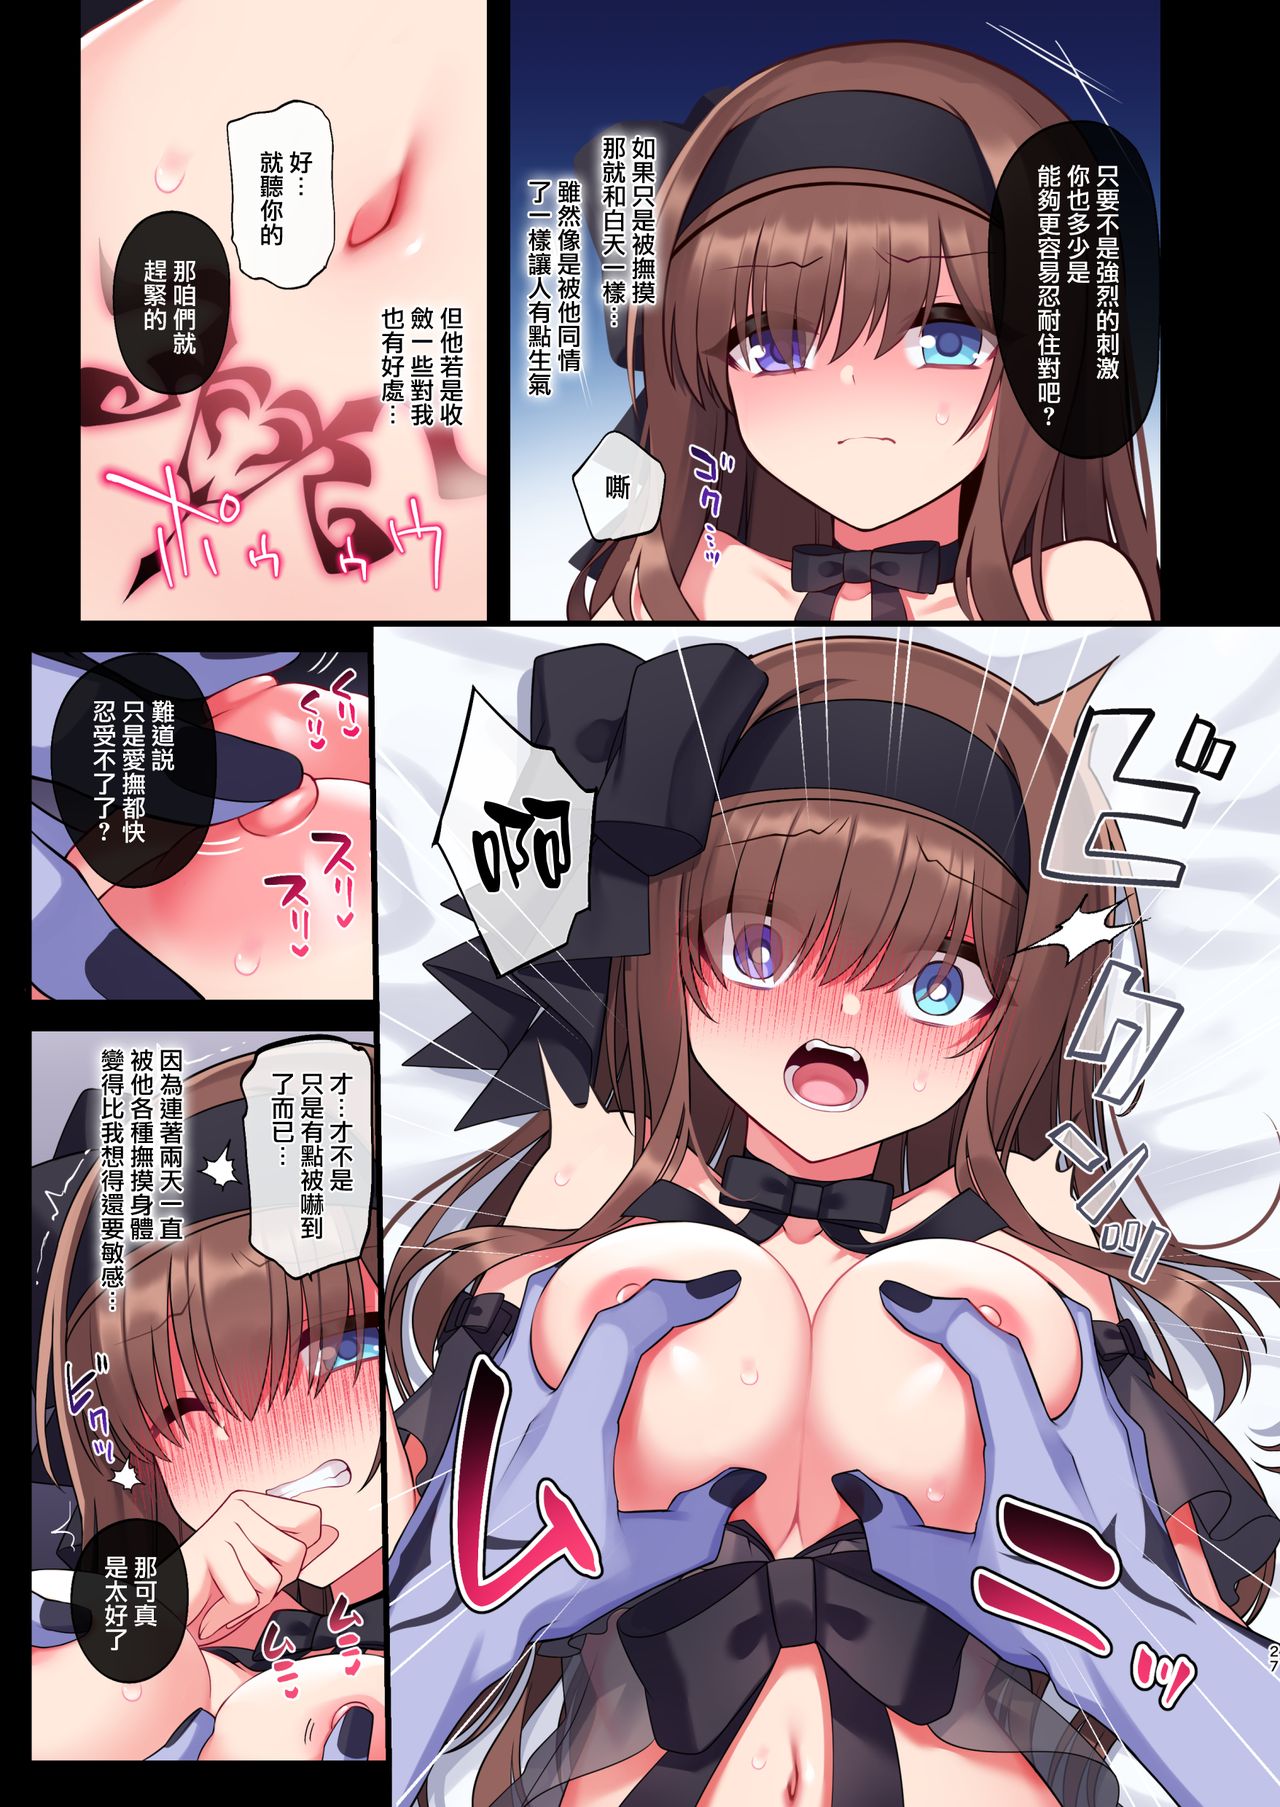 只要不是強烈的刺激
你也多少是
能夠更容易忍耐住對吧？
如果只是被撫摸
那就和白天一樣…
雖然像是被他同情
了一樣讓人有點生氣
嘶
ゴクッ…
但他若是收
斂一些對我
也有好處…
好…
就聽你的
那咱們就
趕緊的
ポゥゥ
ビクンッ
啊
ムニーッ
くりくり
難道説
只是愛撫都快
忍受不了了？
スリスリ
才…才不是
只是有點被嚇到
了而已…
因為連著兩天一直
被他各種撫摸身體
變得比我想得還要敏感…
ビクッ
那可真
是太好了
ムニムニ
27